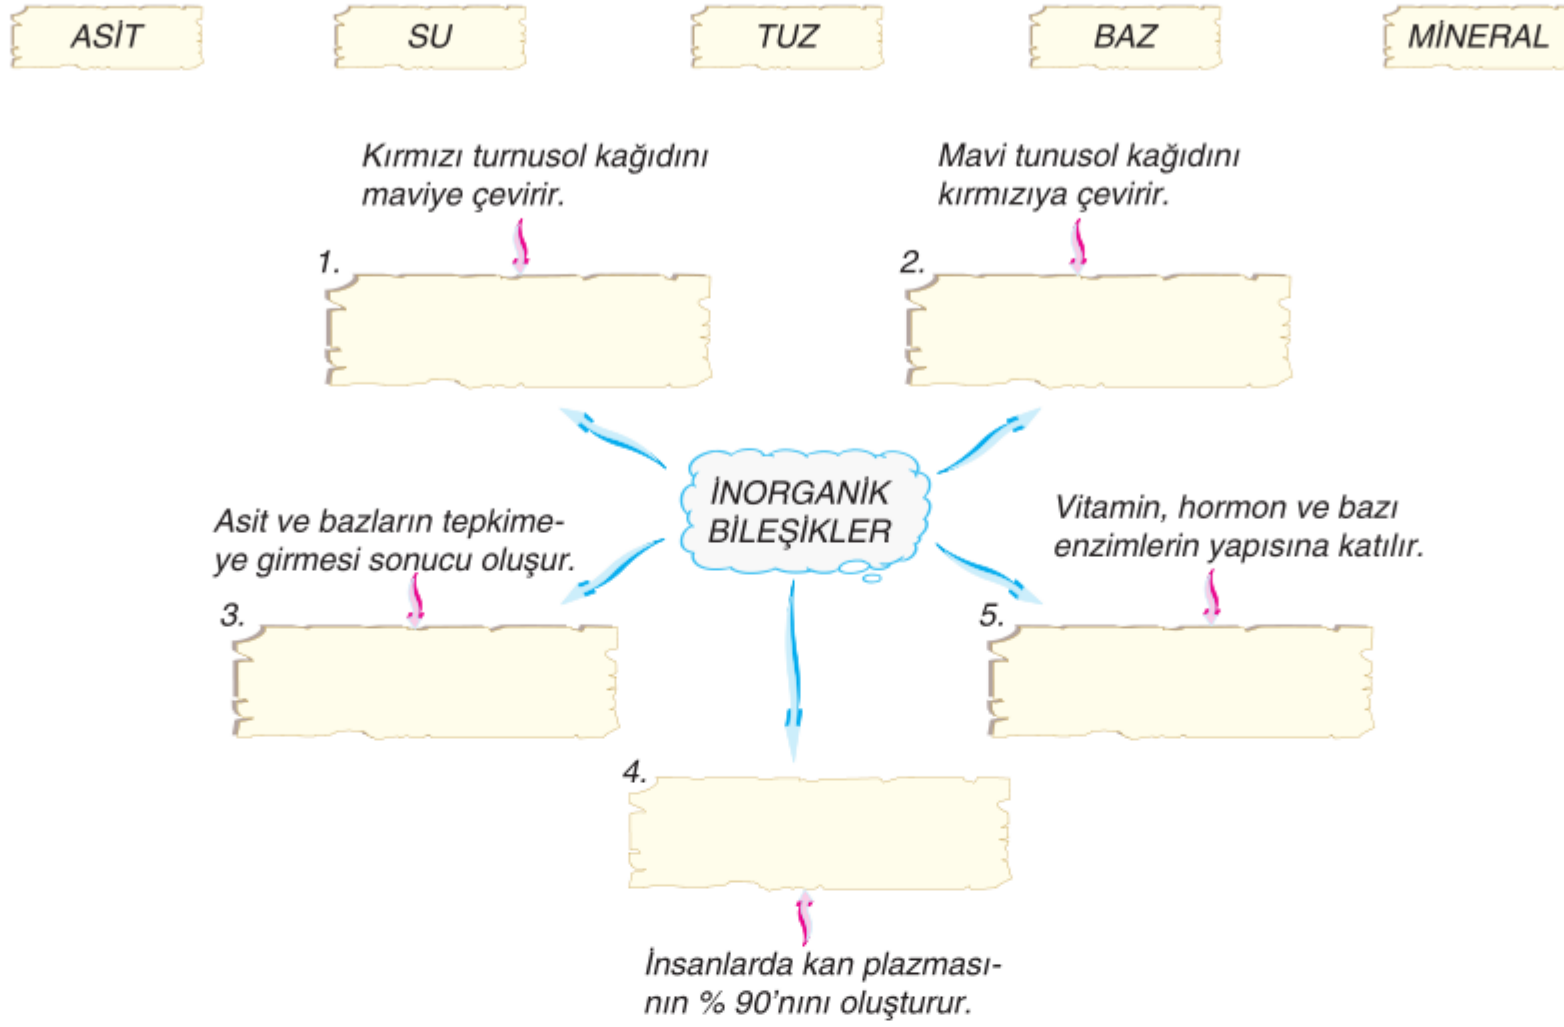 ASİT
SU
TUZ
BAZ
MİNERAL
Kırmızı turnusol kağıdını
maviye çevirir.
Mavi tunusol kağıdını
kırmızıya çevirir.
1.
2.
İNORGANİK
BİLEŞİKLER
Asit ve bazların tepkime-
ye girmesi sonucu oluşur.
Vitamin, hormon ve bazı
enzimlerin yapısına katılır.
3.
5.
4.
İnsanlarda kan plazması-
nın % 90’nını oluşturur.